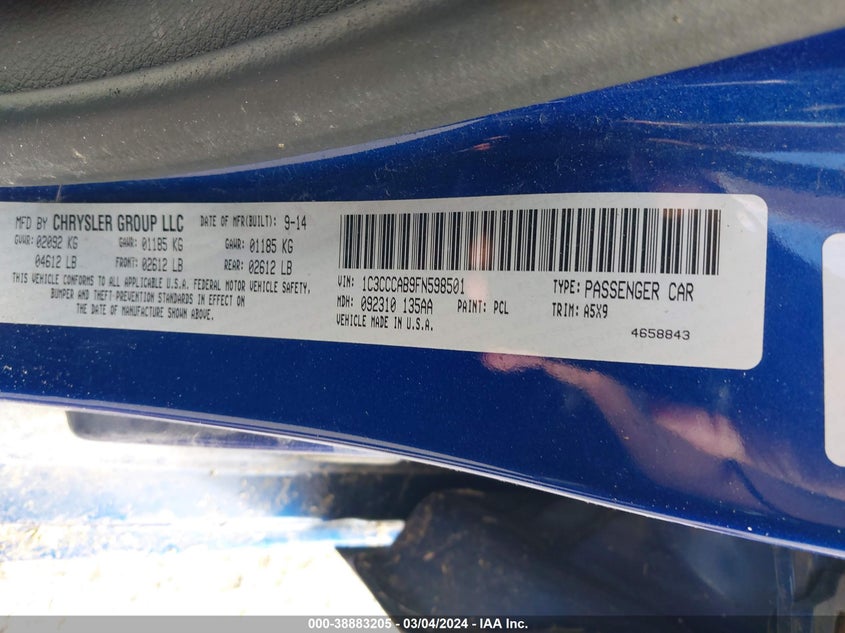 MFD BY CHRYSLER GROUP LLC DATE OF MFR(BUILT): 9-14
GVWR: 02092 KG GAWR: 01185 KG GAWR: 01185 KG
04612 LB FRONT: 02612 LB REAR: 02612 LB
THIS VEHICLE CONFORMS TO ALL APPLICABLE U.S.A. FEDERAL MOTOR VEHICLE SAFETY,
BUMPER AND THEFT-PREVENTION STANDARDS IN EFFECT ON
THE DATE OF MANUFACTURE SHOWN ABOVE.
VIN: 1C3CCCAB9FN598501 TYPE: PASSENGER CAR
MDH: 092310 135AA PAINT: PCL TRIM: A5X9
VEHICLE MADE IN U.S.A.
4658843
000-38883205 - 03/04/2024 - IAA Inc.